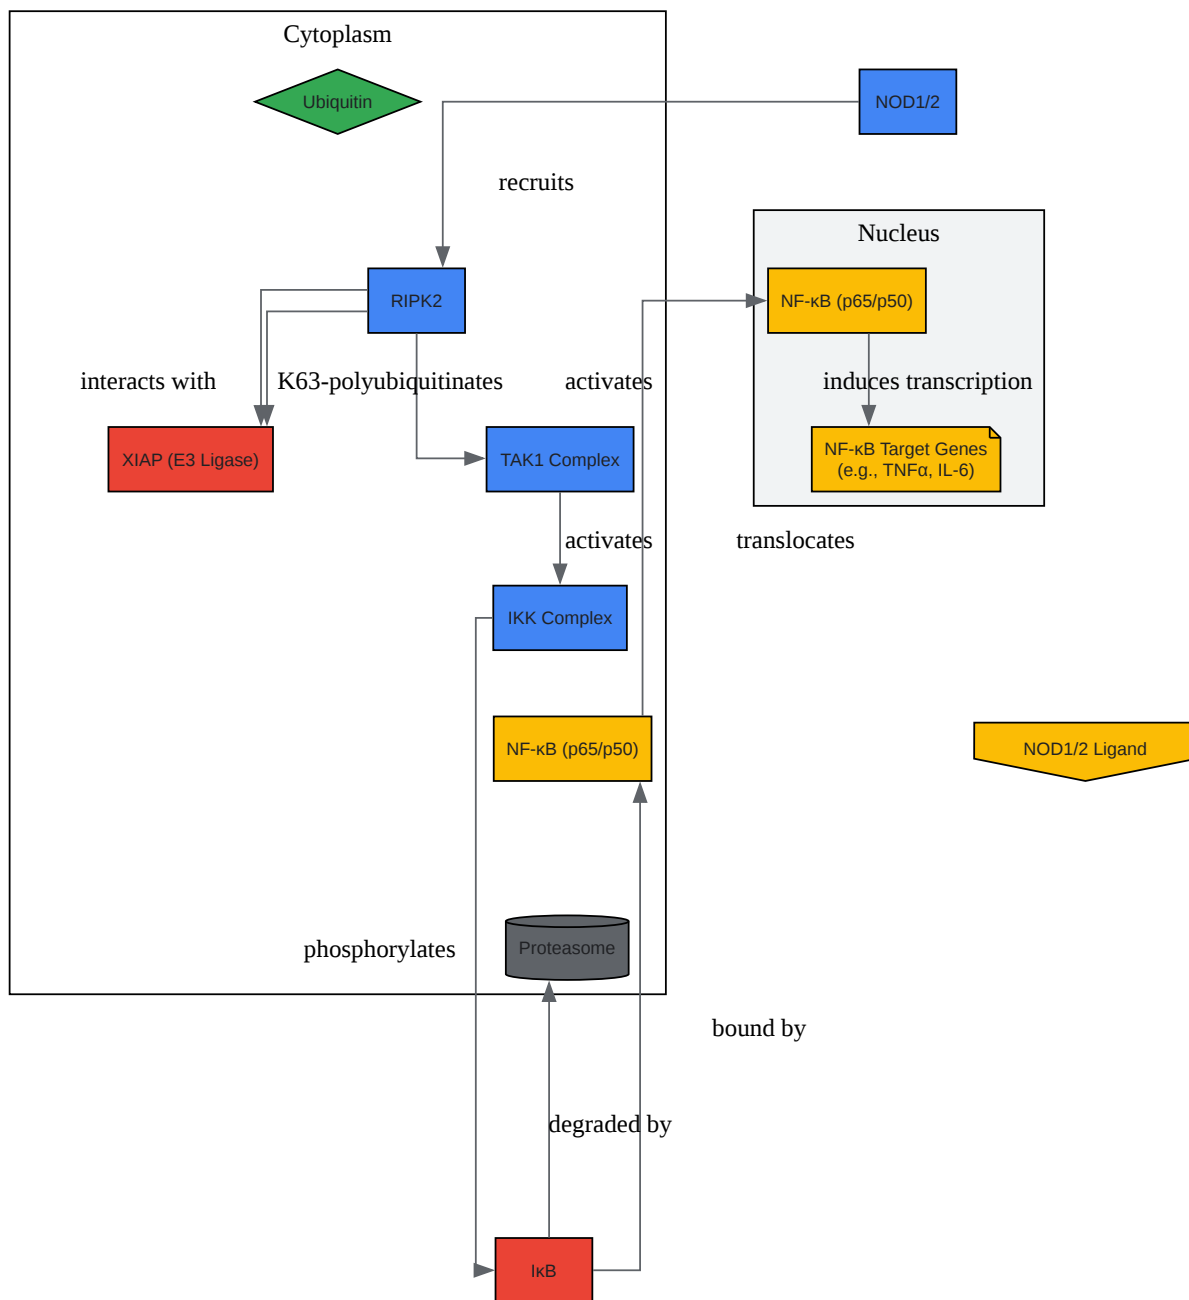 Cytoplasm
Ubiquitin
NOD1/2
recruits
Nucleus
RIPK2
NF-κB (p65/p50)
interacts with
K63-polyubiquitinates
activates
induces transcription
XIAP (E3 Ligase)
TAK1 Complex
NF-κB Target Genes
(e.g., TNFα, IL-6)
activates
translocates
IKK Complex
NF-κB (p65/p50)
NOD1/2 Ligand
Proteasome
phosphorylates
bound by
degraded by
IκB